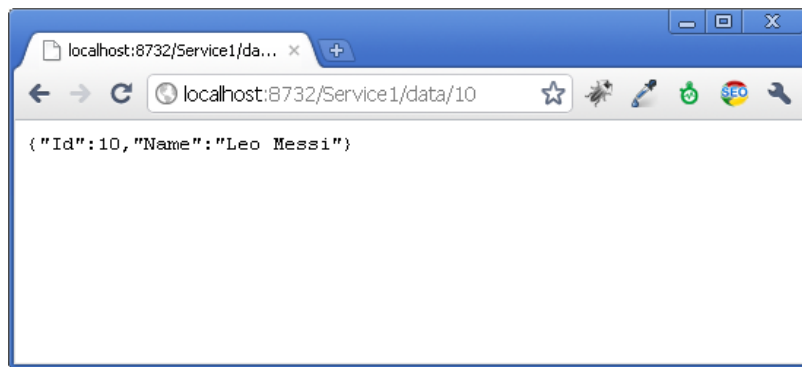 localhost:8732/Service1/da...
localhost:8732/Service1/data/10
SEO
{"Id":10,"Name":"Leo Messi"}